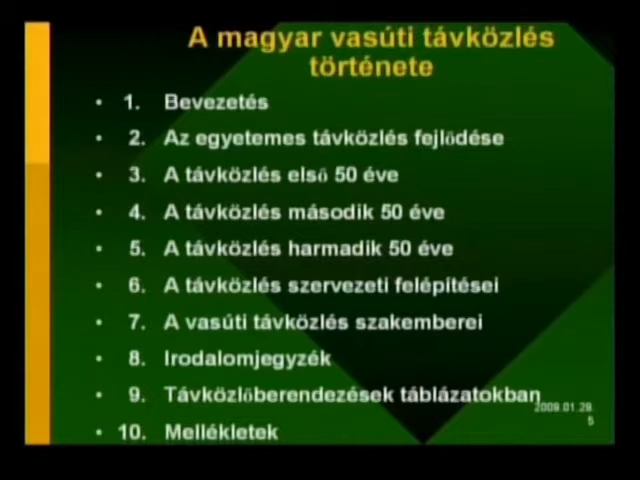 A magyar vasúti távközlés
története
• 1. Bevezetés
• 2. Az egyetemes távközlés fejlődése
• 3. A távközlés első 50 éve
• 4. A távközlés második 50 éve
• 5. A távközlés harmadik 50 éve
• 6. A távközlés szervezeti felépítései
• 7. A vasúti távközlés szakemberei
• 8. Irodalomjegyzék
• 9. Távközlőberendezések táblázatokban
2009.01.28.
5
• 10. Mellékletek